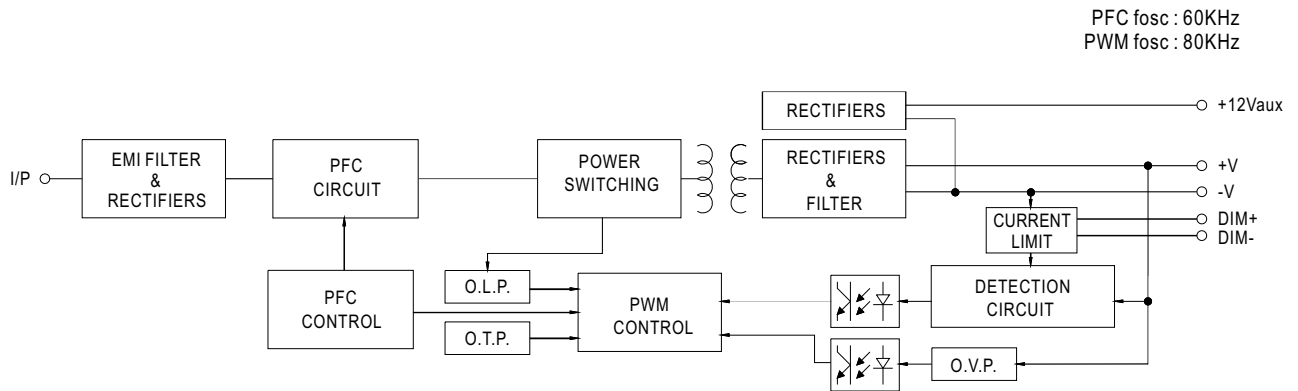 PFC fosc : 60KHz
PWM fosc : 80KHz
RECTIFIERS
+12Vaux
I/P
EMI FILTER
&
RECTIFIERS
PFC
CIRCUIT
POWER
SWITCHING
RECTIFIERS
&
FILTER
+V
-V
CURRENT
LIMIT
DIM+
DIM-
PFC
CONTROL
O.L.P.
O.T.P.
PWM
CONTROL
DETECTION
CIRCUIT
O.V.P.